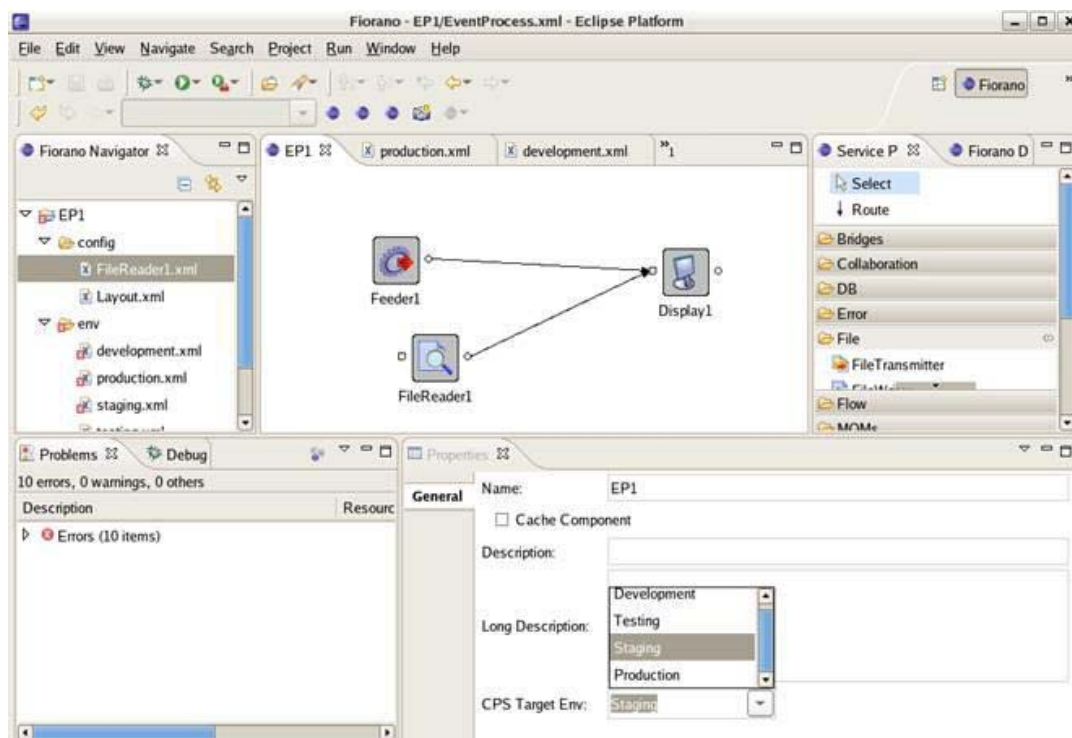 Fiorano - EP1/EventProcess.xml - Eclipse Platform
File Edit View Navigate Search Project Run Window Help
Fiorano
Fiorano Navigator
EP1 production.xml development.xml »1
Service P Fiorano D
EP1
config
FileReader1.xml
Layout.xml
env
development.xml
production.xml
staging.xml
Feeder1
FileReader1
Display1
Select
Route
Bridges
Collaboration
DB
Error
File
FileTransmitter
Flow
MOMs
Problems Debug
10 errors, 0 warnings, 0 others
Description Resourc
Errors (10 items)
Properties
General
Name: EP1
Cache Component
Description:
Long Description:
Development
Testing
Staging
Production
CPS Target Env: Staging